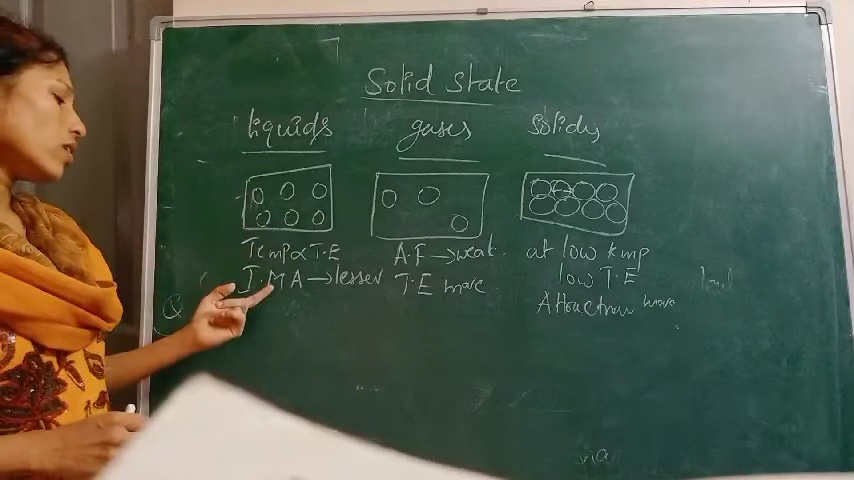 Solid state
liquids gases Solids
Temp ∝ T.E
I.M A → lesser
A.F → weak.
T.E more
at low temp
low T.E
Attraction more